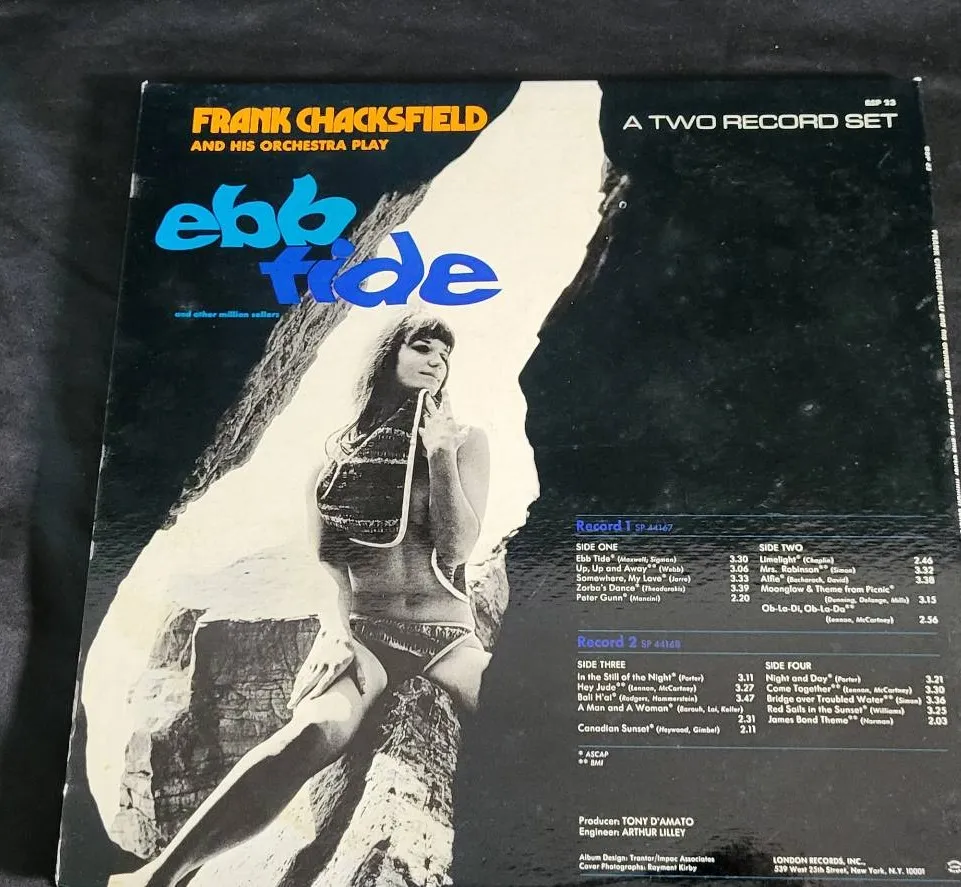 BSP 23
FRANK CHACKSFIELD
A TWO RECORD SET
AND HIS ORCHESTRA PLAY
ebb
tide
and other million sellers
Record 1 SP 44167
SIDE ONE
Ebb Tide* (Maxwell, Sigman) 3.30
Up, Up and Away** (Webb) 3.06
Somewhere, My Love* (Jarre) 3.33
Zorba's Dance* (Theodorakis) 3.39
Peter Gunn* (Mancini) 2.20
SIDE TWO
Limelight* (Chaplin) 2.46
Mrs. Robinson** (Simon) 3.32
Alfie* (Bacharach, David) 3.38
Moonglow & Theme from Picnic*
(Dunning, DeLange, Mills) 3.15
Ob-La-Di, Ob-La-Da**
(Lennon, McCartney) 2.56
Record 2 SP 44168
SIDE THREE
In the Still of the Night* (Porter) 3.11
Hey Jude** (Lennon, McCartney) 3.27
Bali H'ai* (Rodgers, Hammerstein) 3.47
A Man and A Woman* (Barouh, Lai, Keller)
2.31
Canadian Sunset* (Heywood, Gimbel) 2.11
SIDE FOUR
Night and Day* (Porter) 3.21
Come Together** (Lennon, McCartney) 3.30
Bridge over Troubled Water** (Simon) 3.36
Red Sails in the Sunset* (Williams) 3.25
James Bond Theme** (Norman) 2.03
* ASCAP
** BMI
Producer: TONY D'AMATO
Engineer: ARTHUR LILLEY
Album Design: Trantor/Impac Associates
Cover Photographs: Rayment Kirby
LONDON RECORDS, INC.,
539 West 25th Street, New York, N.Y. 10001